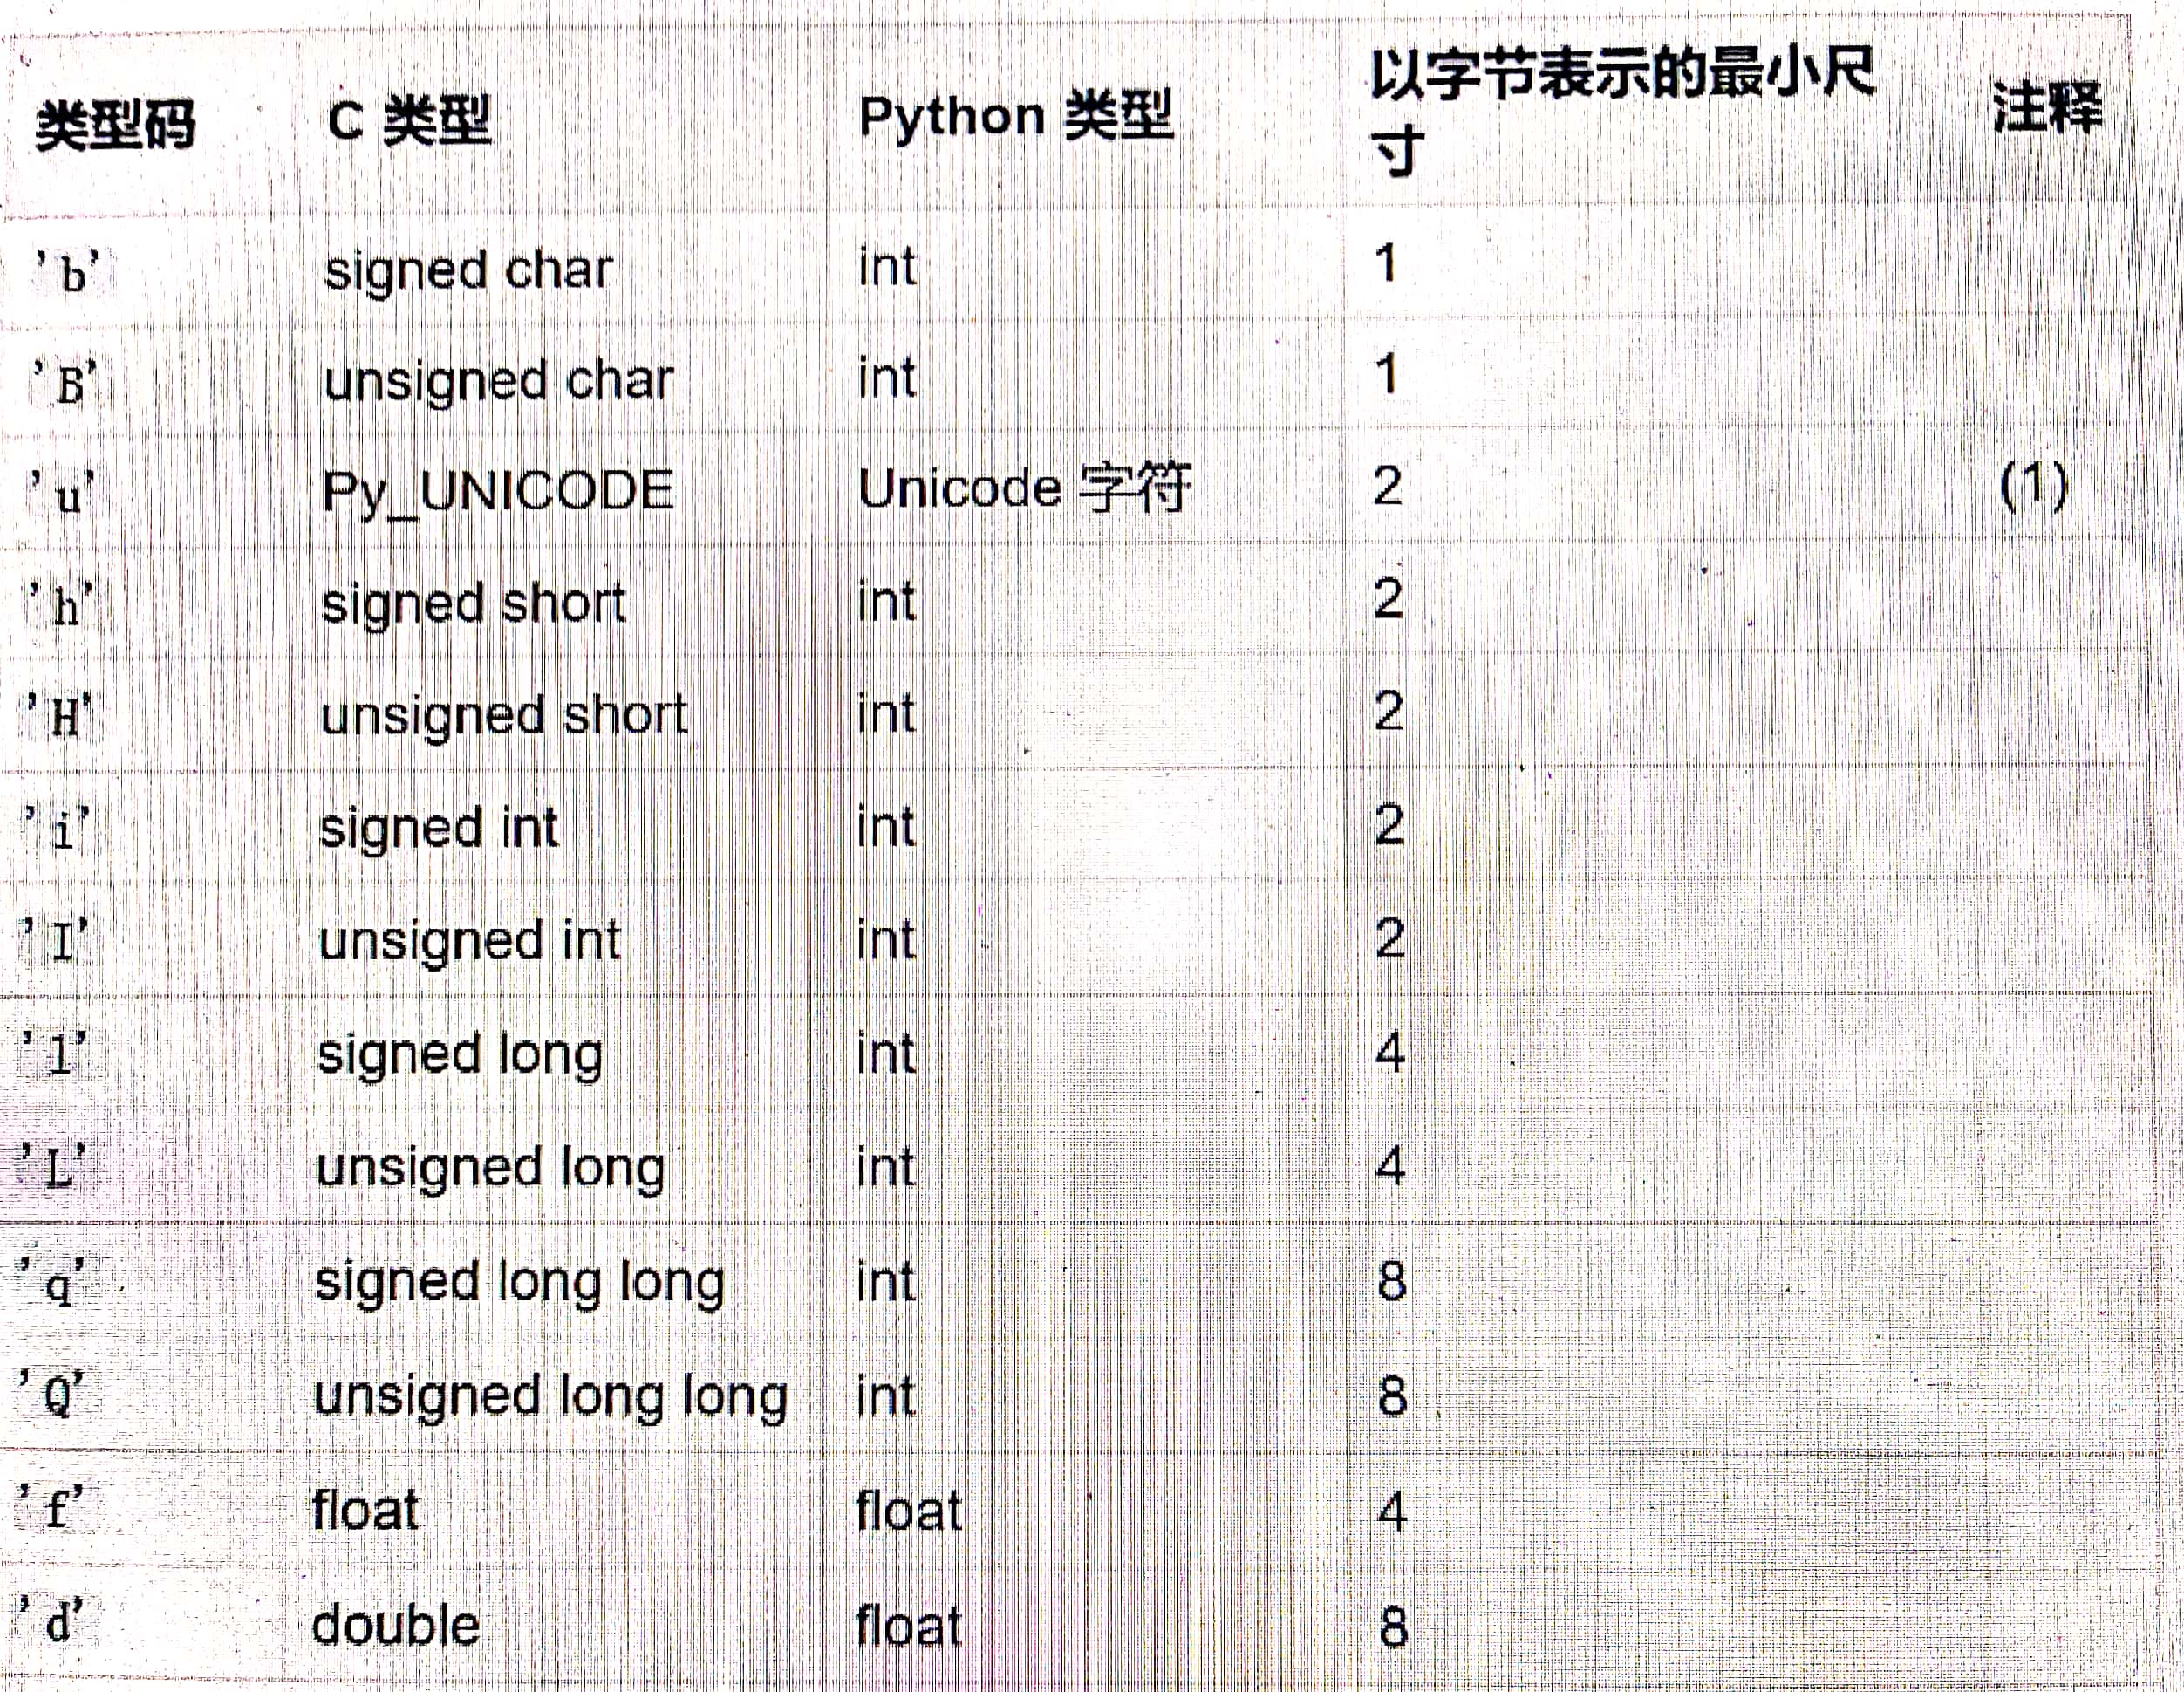 类型码 C 类型 Python 类型 以字节表示的最小尺寸 注释
'b' signed char int 1
'B' unsigned char int 1
'u' Py_UNICODE Unicode 字符 2 (1)
'h' signed short int 2
'H' unsigned short int 2
'i' signed int int 2
'I' unsigned int int 2
'l' signed long int 4
'L' unsigned long int 4
'q' signed long long int 8
'Q' unsigned long long int 8
'f' float float 4
'd' double float 8